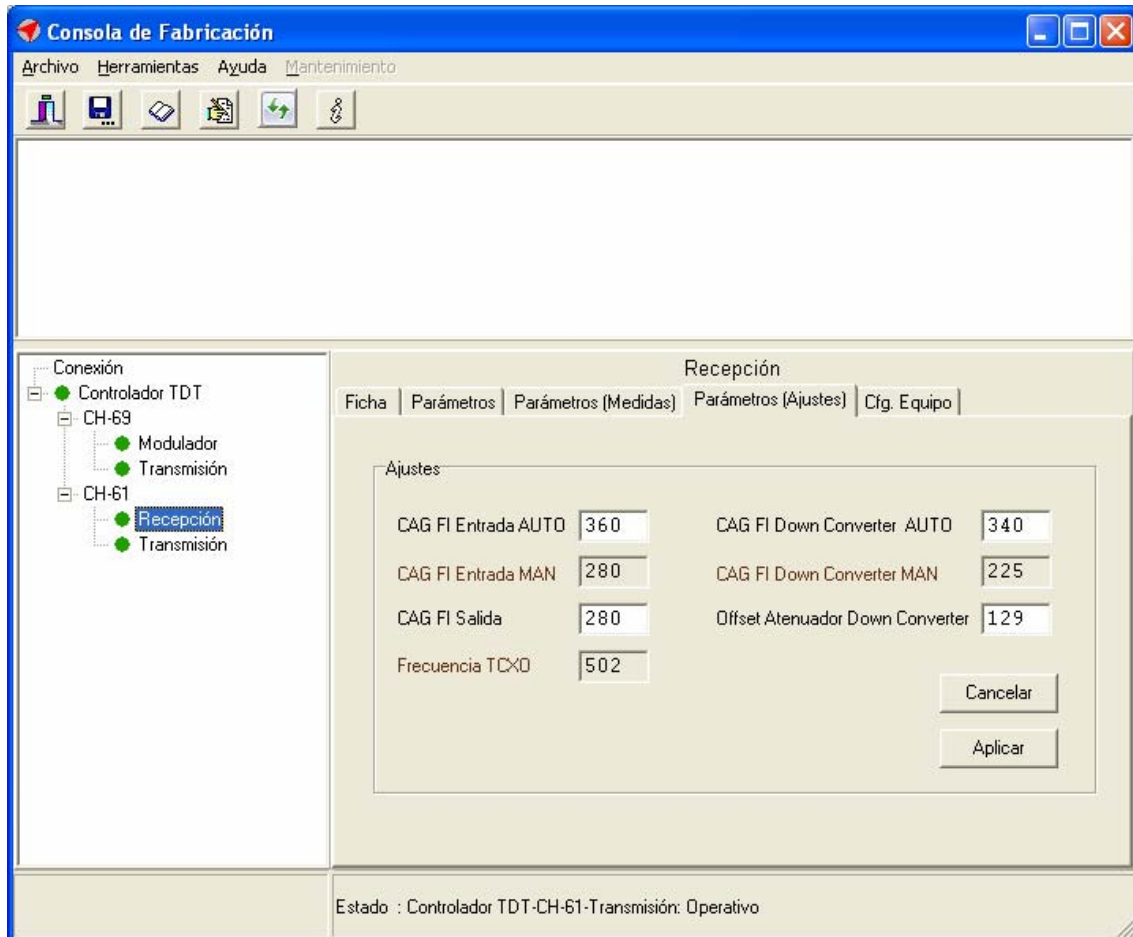 Consola de Fabricación
Archivo Herramientas Ayuda Mantenimiento
Conexión
Controlador TDT
CH-69
Modulador
Transmisión
CH-61
Recepción
Transmisión
Recepción
Ficha Parámetros Parámetros (Medidas) Parámetros (Ajustes) Cfg. Equipo
Ajustes
CAG FI Entrada AUTO 360 CAG FI Down Converter AUTO 340
CAG FI Entrada MAN 280 CAG FI Down Converter MAN 225
CAG FI Salida 280 Offset Atenuador Down Converter 129
Frecuencia TCXO 502
Cancelar
Aplicar
Estado : Controlador TDT-CH-61-Transmisión: Operativo